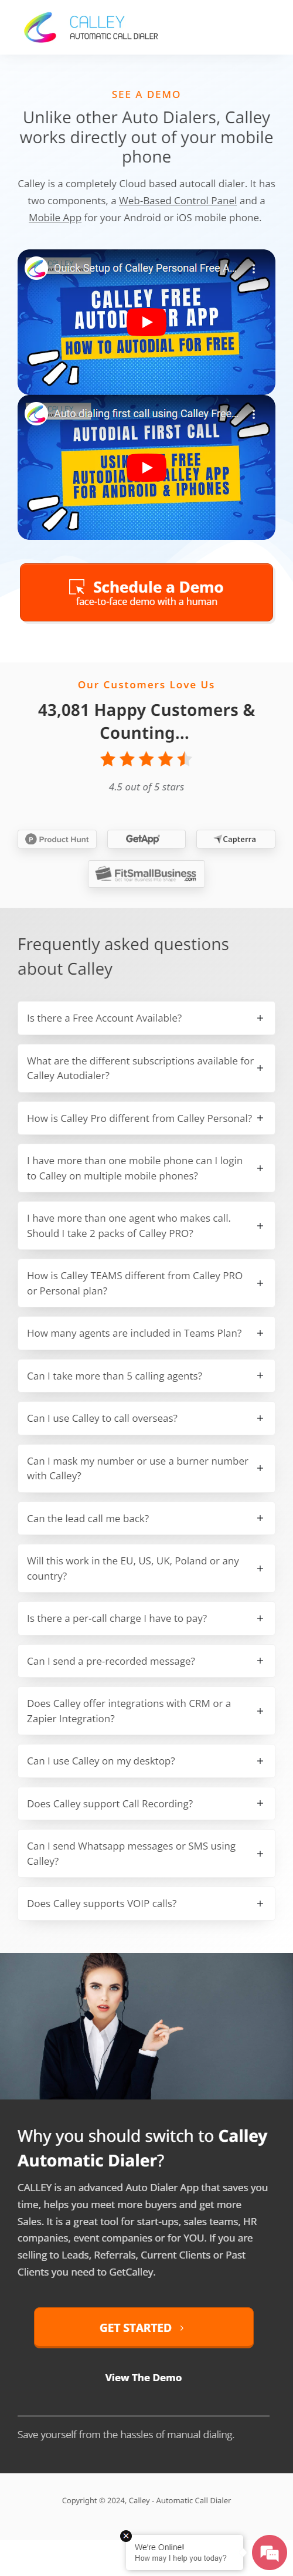 CALLEY
AUTOMATIC CALL DIALER
SEE A DEMO
Unlike other Auto Dialers, Calley
works directly out of your mobile
phone
Calley is a completely Cloud based autocall dialer. It has
two components, a Web-Based Control Panel and a
Mobile App for your Android or iOS mobile phone.
Quick Setup of Calley Personal Free A...
CALLEY FREE
AUTODIALER APP
HOW TO AUTODIAL FOR FREE
Auto dialing first call using Calley Free...
AUTODIAL FIRST CALL
USING FREE
AUTODIALER APP
FOR ANDROID & IPHONES
Schedule a Demo
face-to-face demo with a human
Our Customers Love Us
43,081 Happy Customers &
Counting...
4.5 out of 5 stars
P Product Hunt
GetApp
Capterra
FitSmallBusiness
.com
Frequently asked questions
about Calley
Is there a Free Account Available? +
What are the different subscriptions available for
Calley Autodialer? +
How is Calley Pro different from Calley Personal? +
I have more than one mobile phone can I login
to Calley on multiple mobile phones? +
I have more than one agent who makes call.
Should I take 2 packs of Calley PRO? +
How is Calley TEAMS different from Calley PRO
or Personal plan? +
How many agents are included in Teams Plan? +
Can I take more than 5 calling agents? +
Can I use Calley to call overseas? +
Can I mask my number or use a burner number
with Calley? +
Can the lead call me back? +
Will this work in the EU, US, UK, Poland or any
country? +
Is there a per-call charge I have to pay? +
Can I send a pre-recorded message? +
Does Calley offer integrations with CRM or a
Zapier Integration? +
Can I use Calley on my desktop? +
Does Calley support Call Recording? +
Can I send Whatsapp messages or SMS using
Calley? +
Does Calley supports VOIP calls? +
Why you should switch to Calley
Automatic Dialer?
CALLEY is an advanced Auto Dialer App that saves you
time, helps you meet more buyers and get more
Sales. It is a great tool for start-ups, sales teams, HR
companies, event companies or for YOU. If you are
selling to Leads, Referrals, Current Clients or Past
Clients you need to GetCalley.
GET STARTED >
View The Demo
Save yourself from the hassles of manual dialing.
Copyright © 2024, Calley - Automatic Call Dialer
We're Online!
How may I help you today?